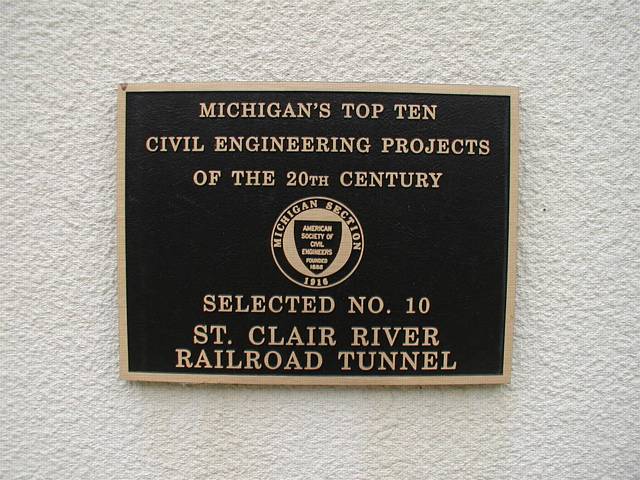 MICHIGAN'S TOP TEN
CIVIL ENGINEERING PROJECTS
OF THE 20TH CENTURY
MICHIGAN SECTION
AMERICAN
SOCIETY OF
CIVIL
ENGINEERS
FOUNDED
1852
1916
SELECTED NO. 10
ST. CLAIR RIVER
RAILROAD TUNNEL